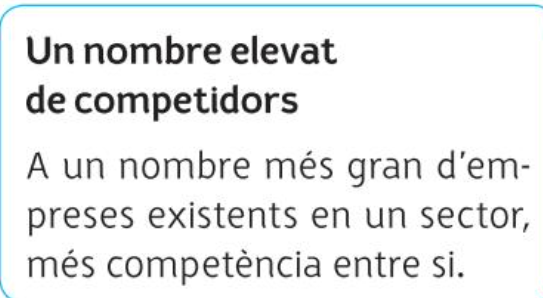 Un nombre elevat
de competidors
A un nombre més gran d'em-
preses existents en un sector,
més competència entre si.